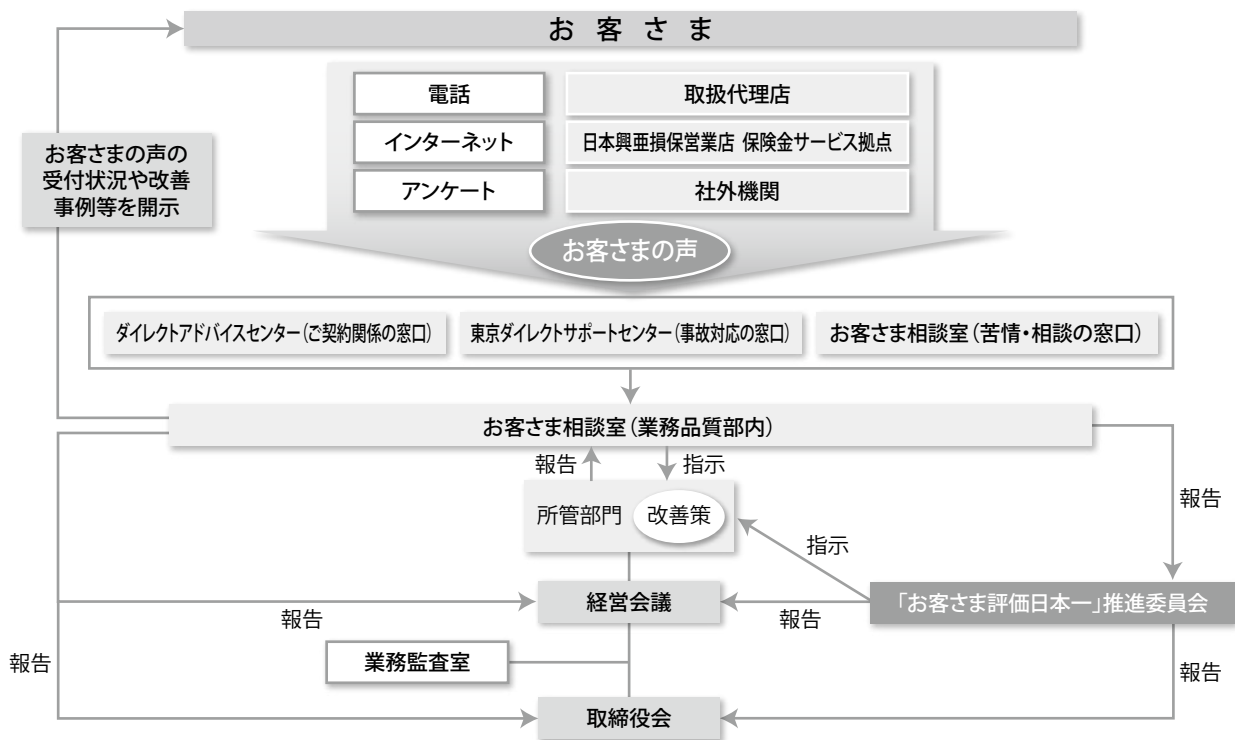 お客さま
電話
取扱代理店
インターネット
日本興亜損保営業店 保険金サービス拠点
アンケート
社外機関
お客さまの声の
受付状況や改善
事例等を開示
お客さまの声
ダイレクトアドバイスセンター（ご契約関係の窓口）
東京ダイレクトサポートセンター（事故対応の窓口）
お客さま相談室（苦情・相談の窓口）
お客さま相談室（業務品質部内）
報告
指示
報告
所管部門
改善策
指示
経営会議
「お客さま評価日本一」推進委員会
報告
報告
業務監査室
報告
報告
取締役会